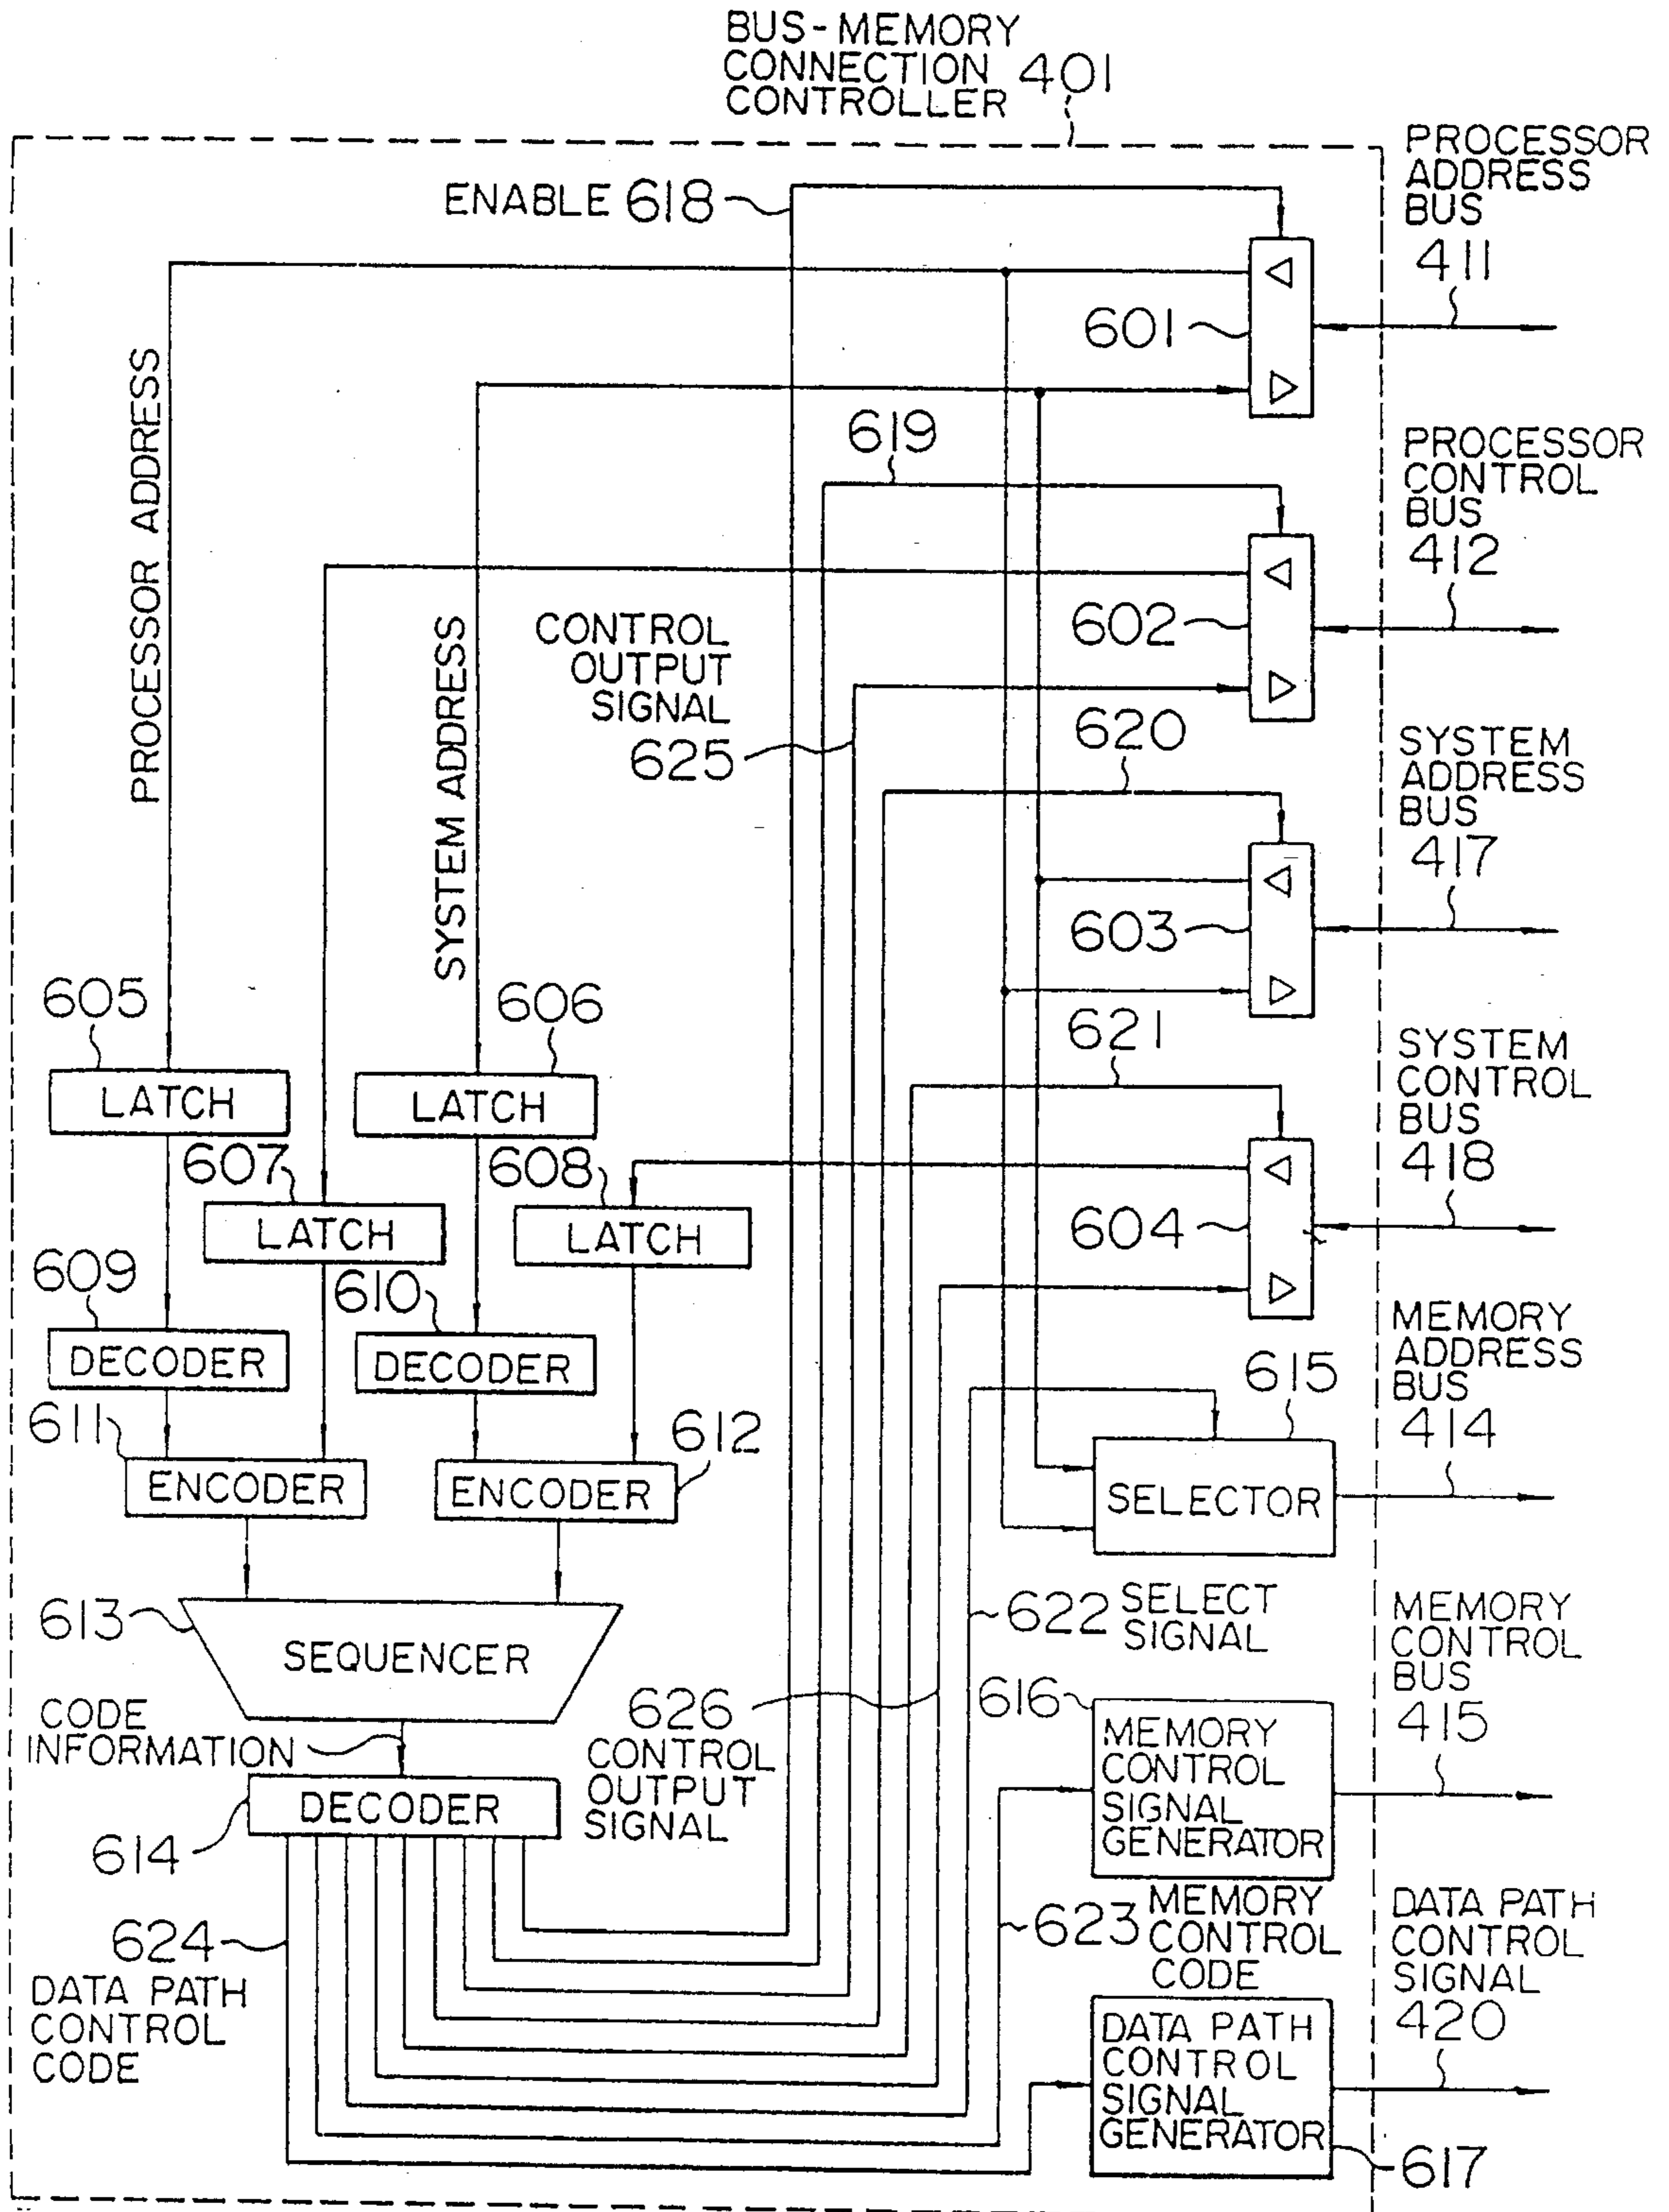 BUS-MEMORY
CONNECTION 401
CONTROLLER
PROCESSOR
ADDRESS
BUS
411
ENABLE 618
601
PROCESSOR ADDRESS
619
PROCESSOR
CONTROL
BUS
412
602
SYSTEM ADDRESS
CONTROL
OUTPUT
SIGNAL
625
620
SYSTEM
ADDRESS
BUS
417
603
605
LATCH
606
LATCH
621
SYSTEM
CONTROL
BUS
418
607
LATCH
608
LATCH
604
609
DECODER
610
DECODER
615
SELECTOR
MEMORY
ADDRESS
BUS
414
611
ENCODER
612
ENCODER
613
SEQUENCER
622 SELECT
SIGNAL
MEMORY
CONTROL
BUS
415
CODE
INFORMATION
626
CONTROL
OUTPUT
SIGNAL
616
MEMORY
CONTROL
SIGNAL
GENERATOR
DECODER
614
624
DATA PATH
CONTROL
CODE
623 MEMORY
CONTROL
CODE
DATA PATH
CONTROL
SIGNAL
420
DATA PATH
CONTROL
SIGNAL
GENERATOR
617